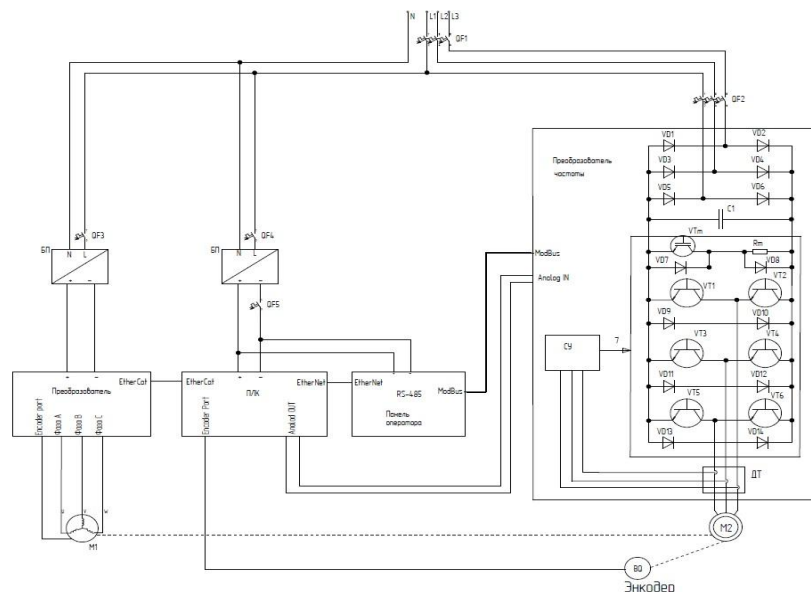 N L1 L2 L3
QF1
QF2
Преобразователь
частоты
VD1 VD2
VD3 VD4
VD5 VD6
C1
VTm
Rm
VD7 VD8
VT1 VT2
VD9 VD10
VT3 VT4
VD11 VD12
VT5 VT6
VD13 VD14
ModBus
Analog IN
СУ
7
ДТ
M2
QF3
БП
N L
+ −
QF4
БП
N L
+ −
QF5
+ −
Преобразователь
EtherCat
Encoder port
Фаза А
Фаза В
Фаза С
+ −
EtherCat
ПЛК
EtherNet
Encoder Port
Analod OUT
EtherNet
RS-485
ModBus
Панель
оператора
M1
BQ
Энкодер